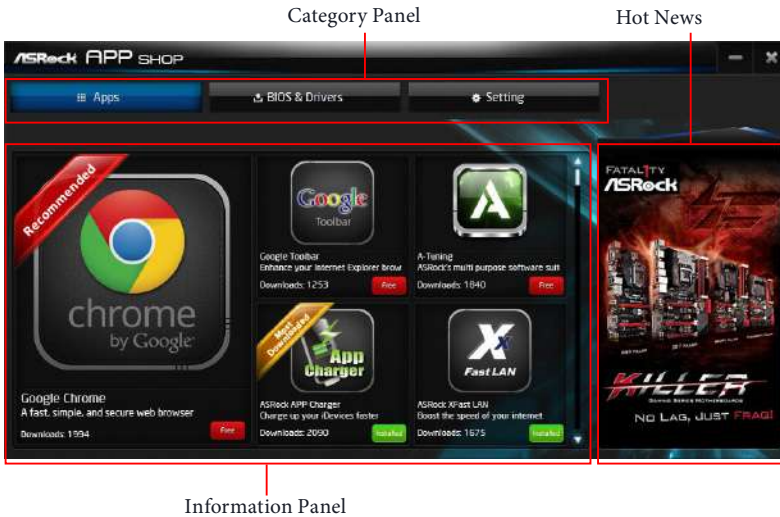 Category Panel
Hot News
ASRock APP SHOP
Apps
BIOS & Drivers
Setting
Recommended
chrome
by Google
Google Chrome
A fast, simple, and secure web browser
Downloads: 1994
Free
Google
Toolbar
Google Toolbar
Enhance your Internet Explorer brow
Downloads: 1253
Free
A-Tuning
ASRock's multi purpose software suit
Downloads: 1840
Free
Most
Downloaded
App
Charger
ASRock APP Charger
Charge up your iDevices faster
Downloads: 2090
Installed
X
Fast LAN
ASRock XFast LAN
Boost the speed of your internet
Downloads: 1675
Installed
FATAL1TY
ASRock
KILLER
GAMING SERIES MOTHERBOARDS
NO LAG, JUST FRAG!
Information Panel